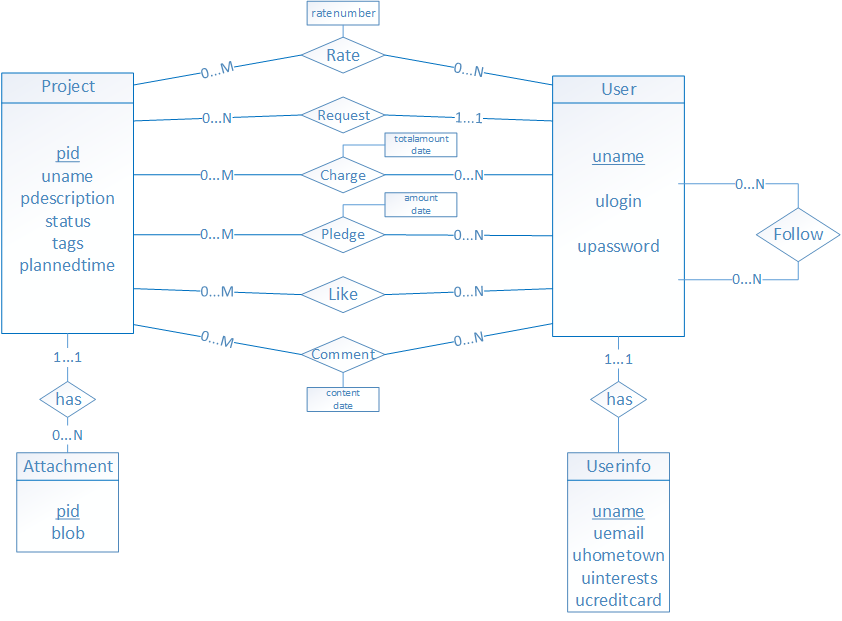 ratenumber
0...M
Rate
0...N
Project
User
0...N
Request
1...1
totalamount
date
0...M
Charge
0...N
amount
date
0...M
Pledge
0...N
0...M
Like
0...N
0...M
Comment
0...N
content
date
pid
uname
pdescription
status
tags
plannedtime
uname
ulogin
upassword
0...N
Follow
0...N
1...1
has
0...N
1...1
has
Attachment
pid
blob
Userinfo
uname
uemail
uhometown
uinterests
ucreditcard